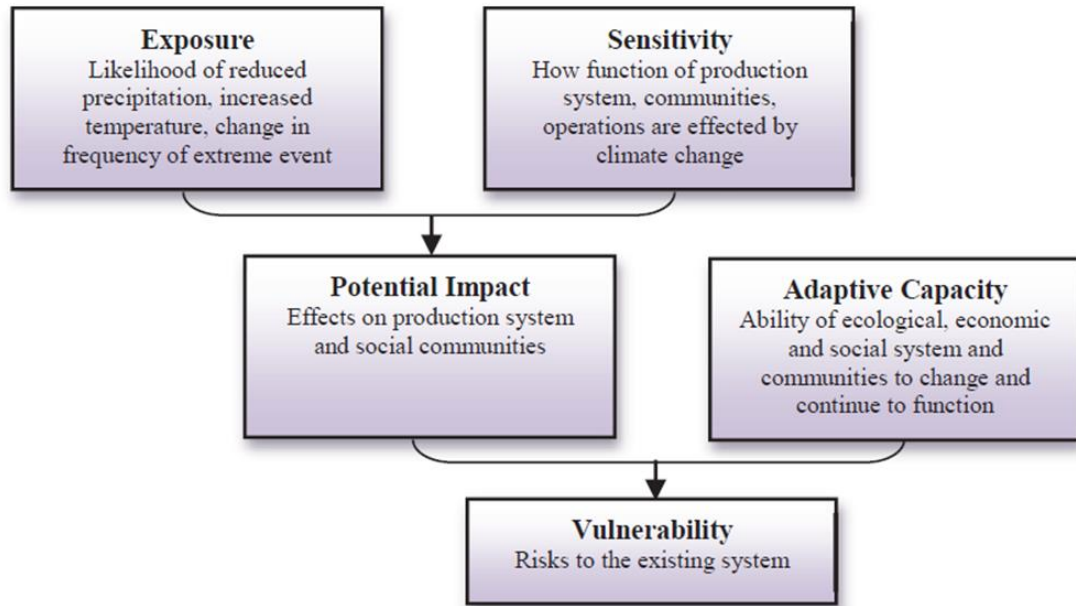 Exposure
Likelihood of reduced
precipitation, increased
temperature, change in
frequency of extreme event
Sensitivity
How function of production
system, communities,
operations are effected by
climate change
Potential Impact
Effects on production system
and social communities
Adaptive Capacity
Ability of ecological, economic
and social system and
communities to change and
continue to function
Vulnerability
Risks to the existing system